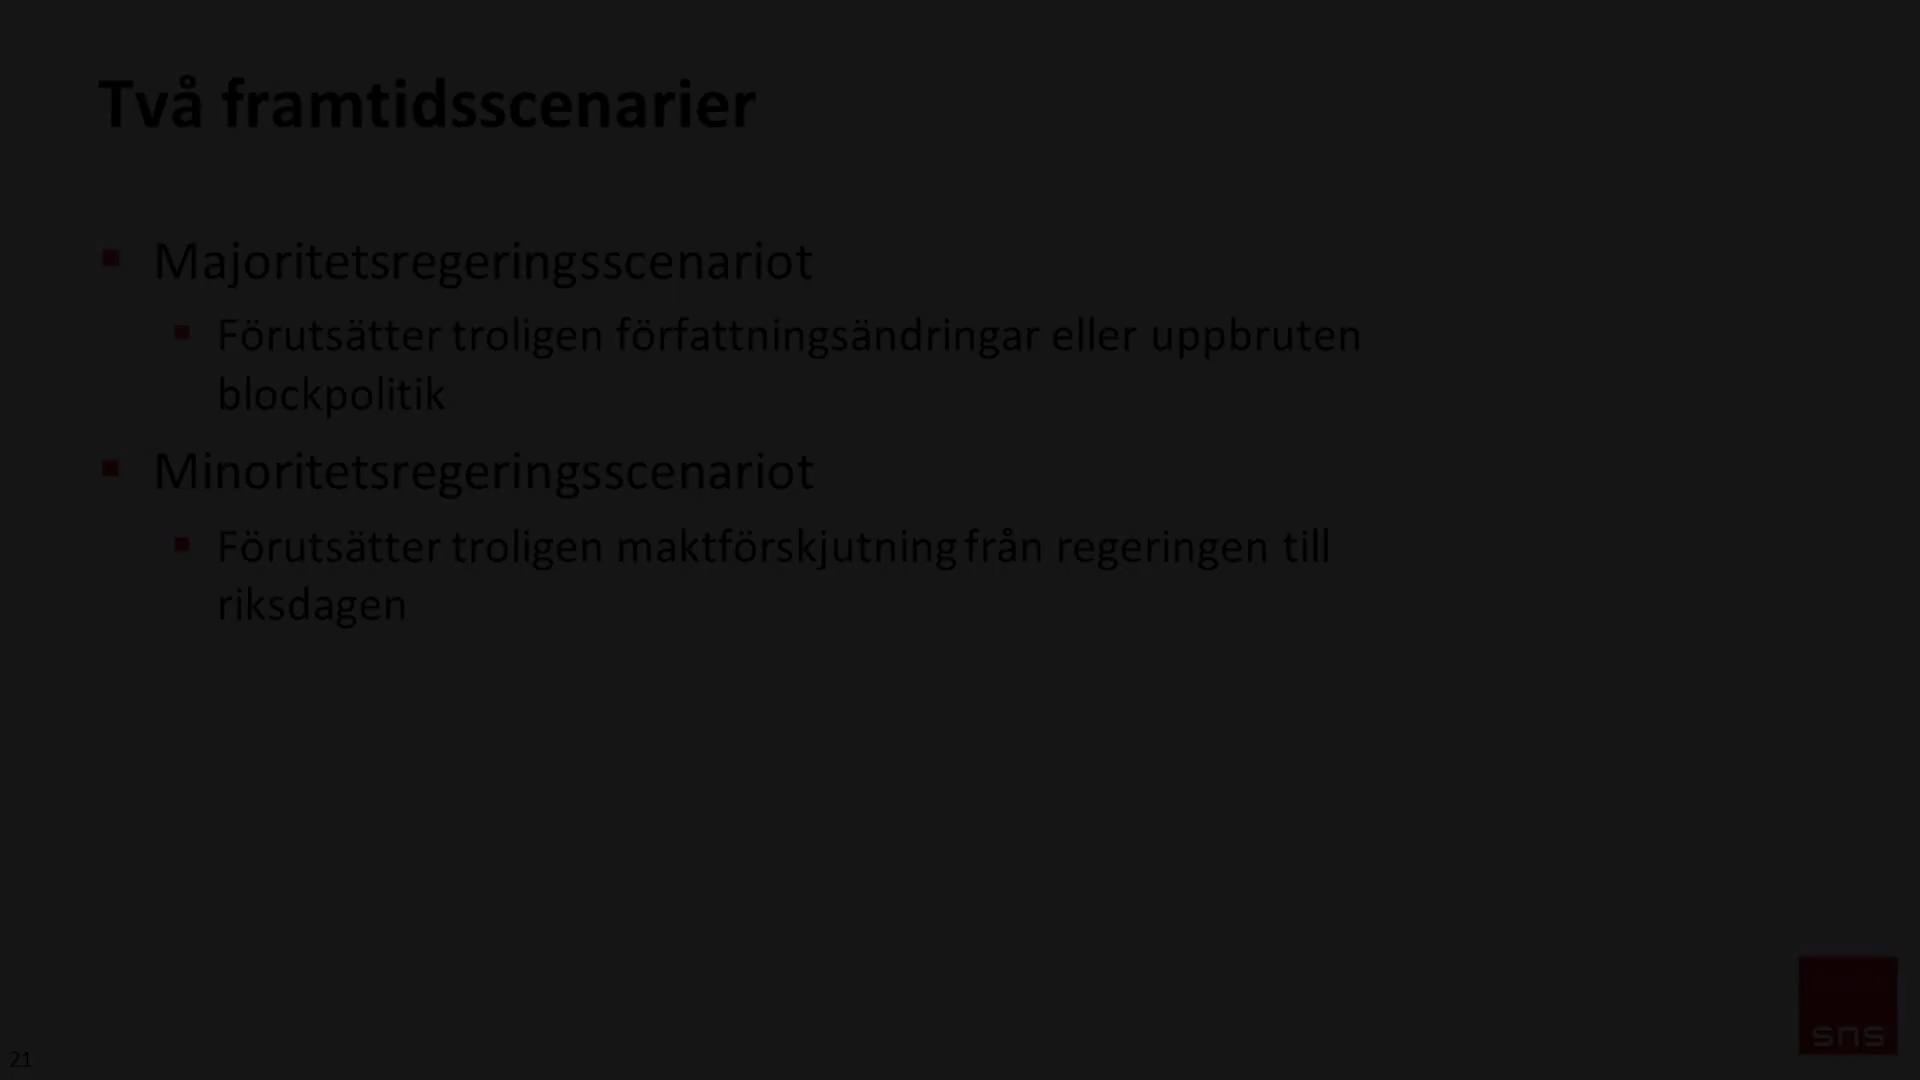 Två framtidsscenarier
Majoritetsregeringsscenariot
Förutsätter troligen författningsändringar eller uppbruten
blockpolitik
Minoritetsregeringsscenariot
Förutsätter troligen maktförskjutning från regeringen till
riksdagen
sns
21